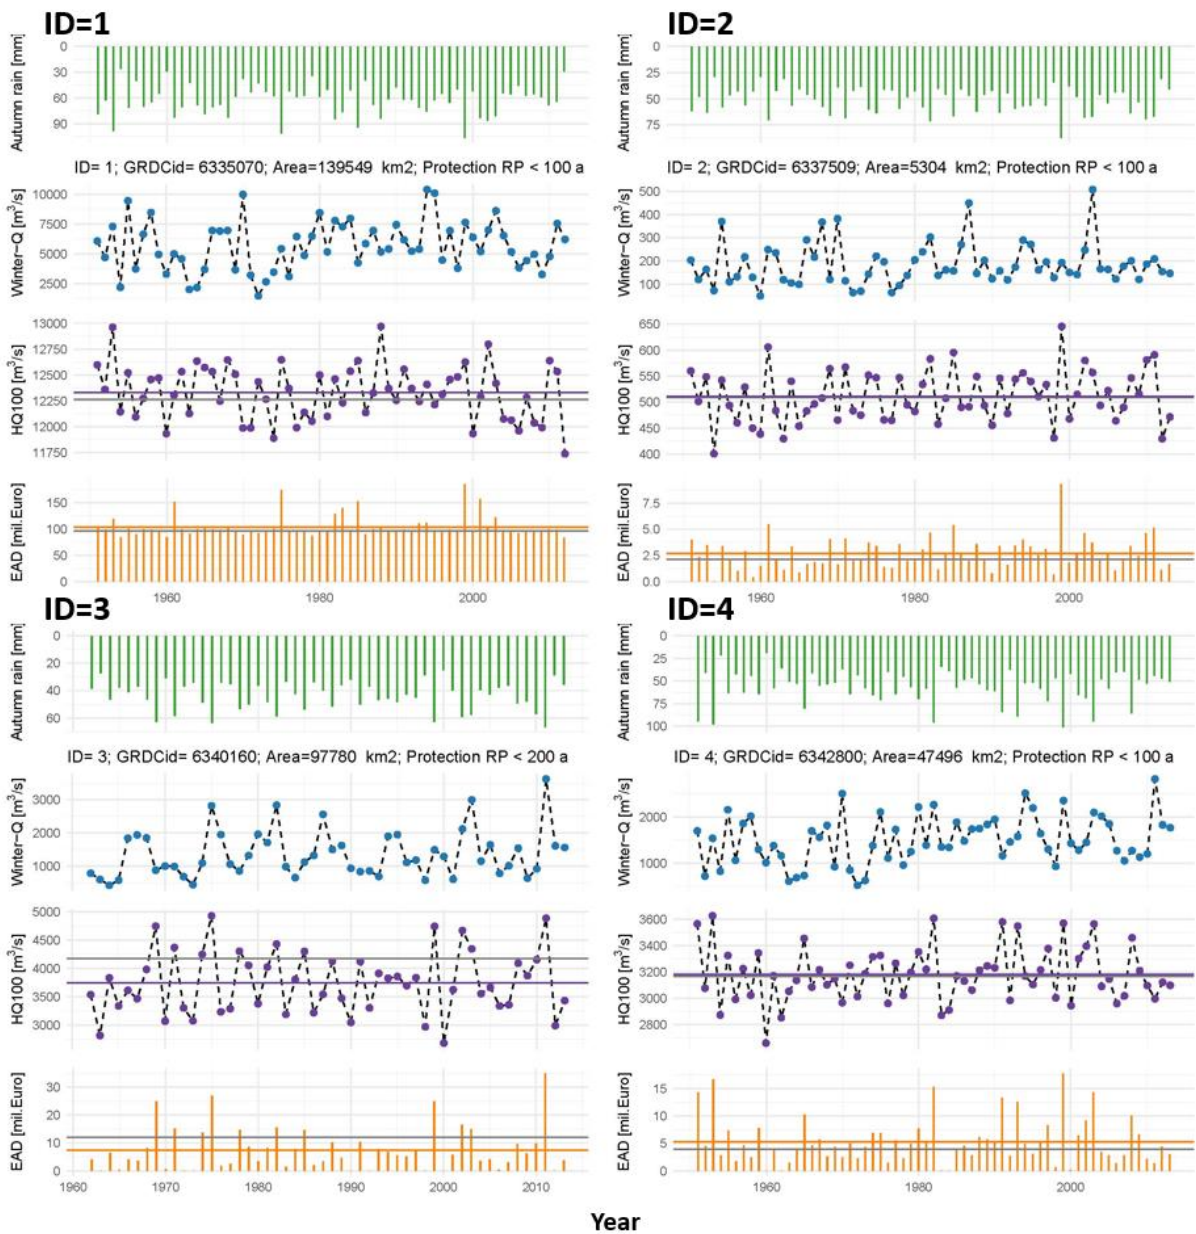 ID=1
Autumn rain [mm]
0
30
60
90
ID= 1; GRDCid= 6335070; Area=139549 km2; Protection RP < 100 a
Winter−Q [m³/s]
10000
7500
5000
2500
HQ100 [m³/s]
13000
12750
12500
12250
12000
11750
EAD [mil.Euro]
150
100
50
0
1960 1980 2000
ID=2
Autumn rain [mm]
0
25
50
75
ID= 2; GRDCid= 6337509; Area=5304 km2; Protection RP < 100 a
Winter−Q [m³/s]
500
400
300
200
100
HQ100 [m³/s]
650
600
550
500
450
400
EAD [mil.Euro]
7.5
5.0
2.5
0.0
1960 1980 2000
ID=3
Autumn rain [mm]
0
20
40
60
ID= 3; GRDCid= 6340160; Area=97780 km2; Protection RP < 200 a
Winter−Q [m³/s]
3000
2000
1000
HQ100 [m³/s]
5000
4500
4000
3500
3000
EAD [mil.Euro]
30
20
10
0
1960 1970 1980 1990 2000 2010
ID=4
Autumn rain [mm]
0
25
50
75
100
ID= 4; GRDCid= 6342800; Area=47496 km2; Protection RP < 100 a
Winter−Q [m³/s]
2000
1000
HQ100 [m³/s]
3600
3400
3200
3000
2800
EAD [mil.Euro]
15
10
5
0
1960 1980 2000
Year